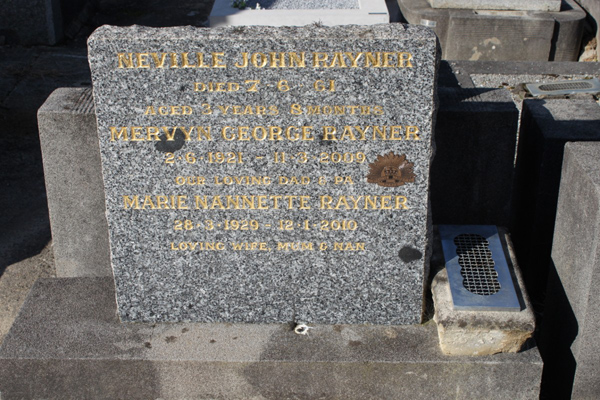 NEVILLE JOHN RAYNER
DIED 7-6-61
AGED 3 YEARS 8 MONTHS
MERVYN GEORGE RAYNER
2-6-1921 - 11-3-2009
OUR LOVING DAD & PA
MARIE NANNETTE RAYNER
28-3-1929 - 12-1-2010
LOVING WIFE, MUM & NAN